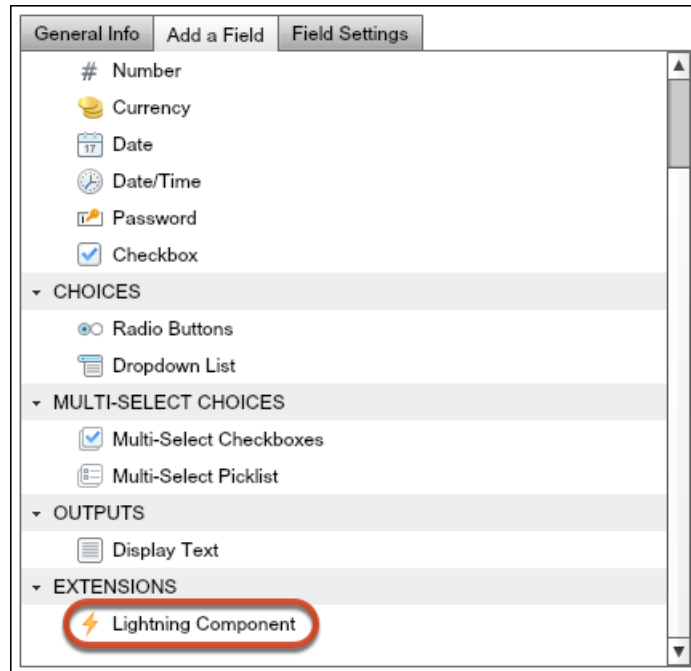 General Info Add a Field Field Settings
# Number
Currency
17 Date
Date/Time
Password
Checkbox
CHOICES
Radio Buttons
Dropdown List
MULTI-SELECT CHOICES
Multi-Select Checkboxes
Multi-Select Picklist
OUTPUTS
Display Text
EXTENSIONS
Lightning Component